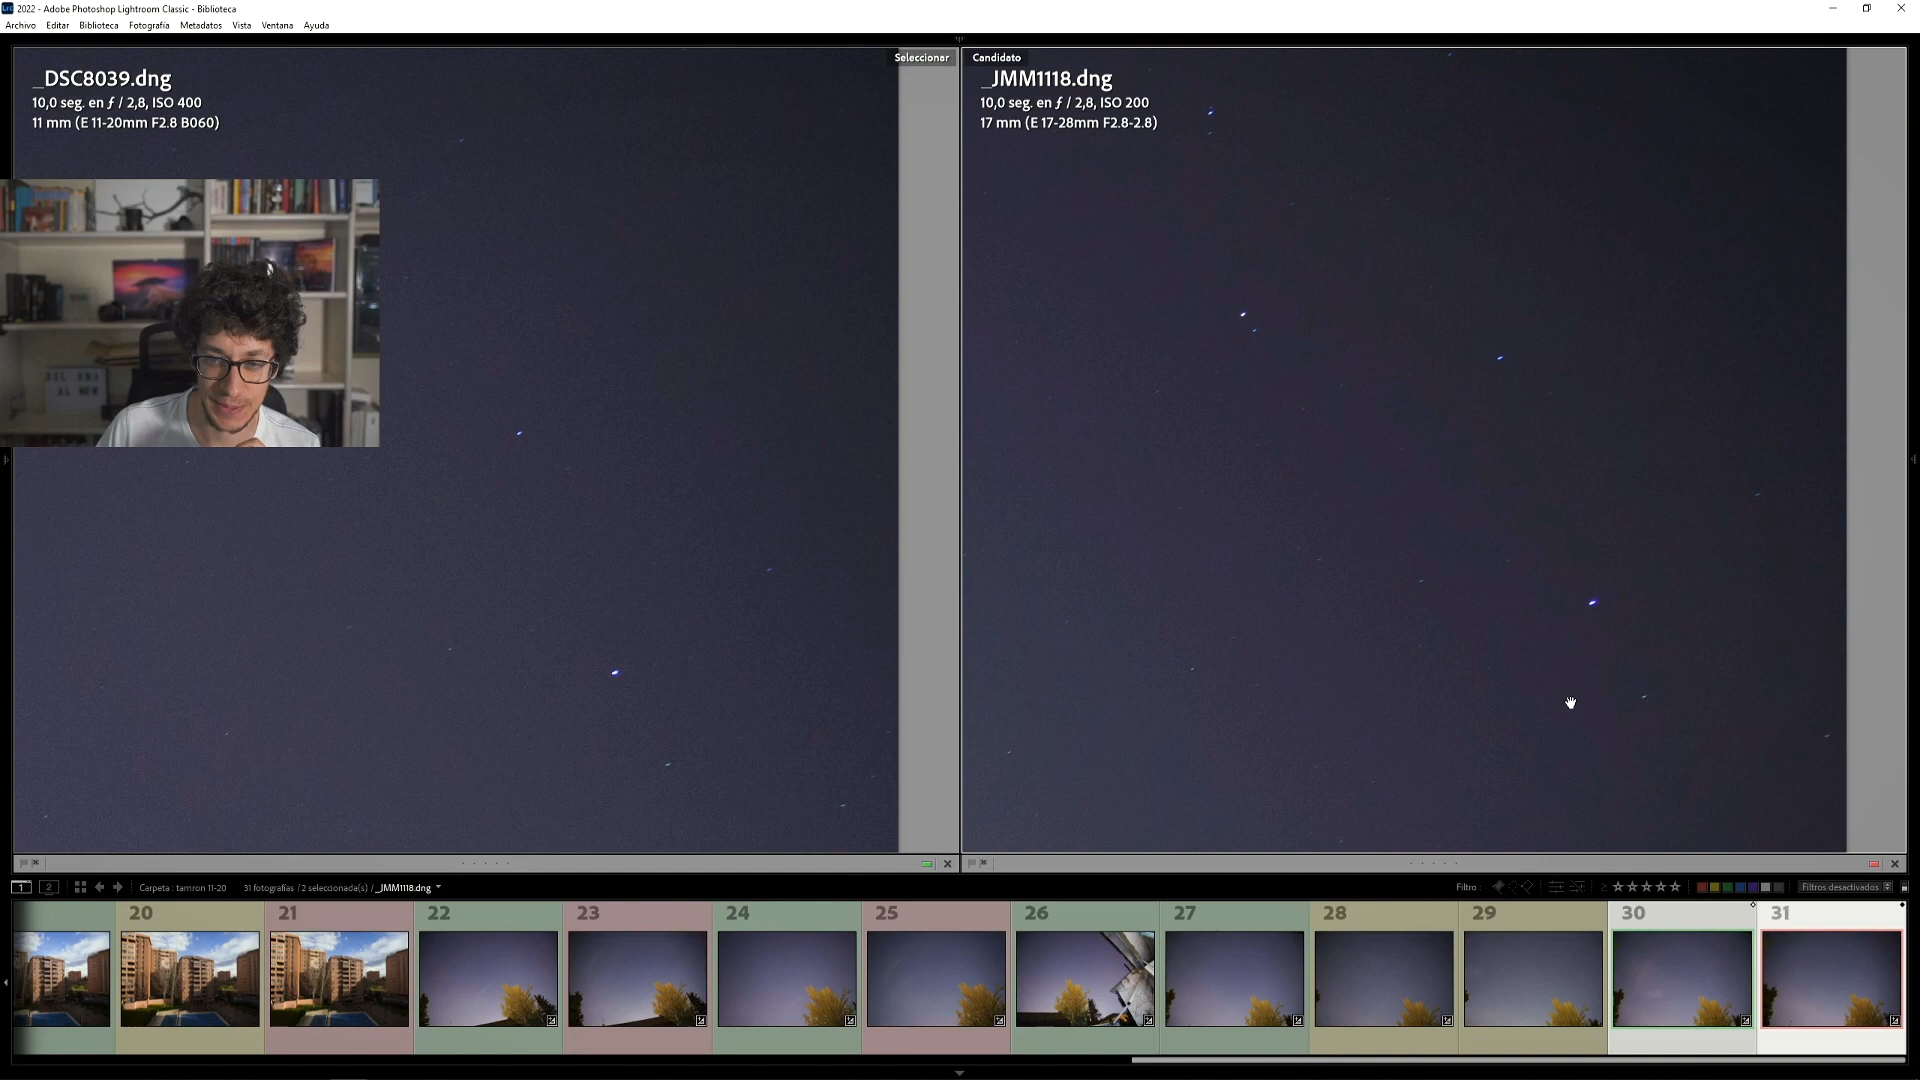 2022 - Adobe Photoshop Lightroom Classic - Biblioteca
Archivo Editar Biblioteca Fotografía Metadatos Vista Ventana Ayuda
Seleccionar
_DSC8039.dng
10,0 seg. en ƒ / 2,8, ISO 400
11 mm (E 11-20mm F2.8 B060)
Candidato
_JMM1118.dng
10,0 seg. en ƒ / 2,8, ISO 200
17 mm (E 17-28mm F2.8-2.8)
1 2 Carpeta : tamron 11-20 31 fotografías / 2 seleccionada(s) / _JMM1118.dng Filtro : Filtros desactivados
20 21 22 23 24 25 26 27 28 29 30 31